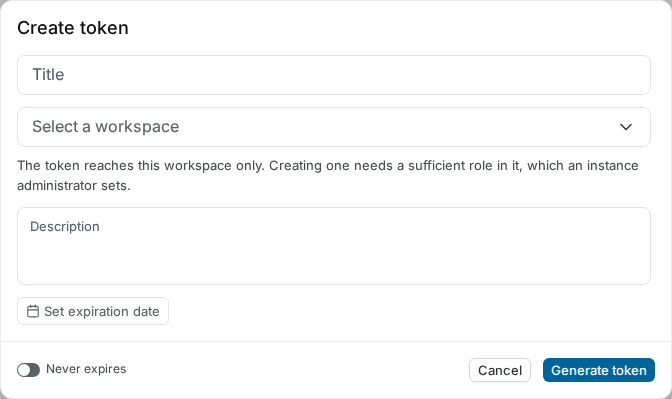 Create token
Title
Select a workspace
The token reaches this workspace only. Creating one needs a sufficient role in it, which an instance
administrator sets.
Description
Set expiration date
Never expires
Cancel
Generate token